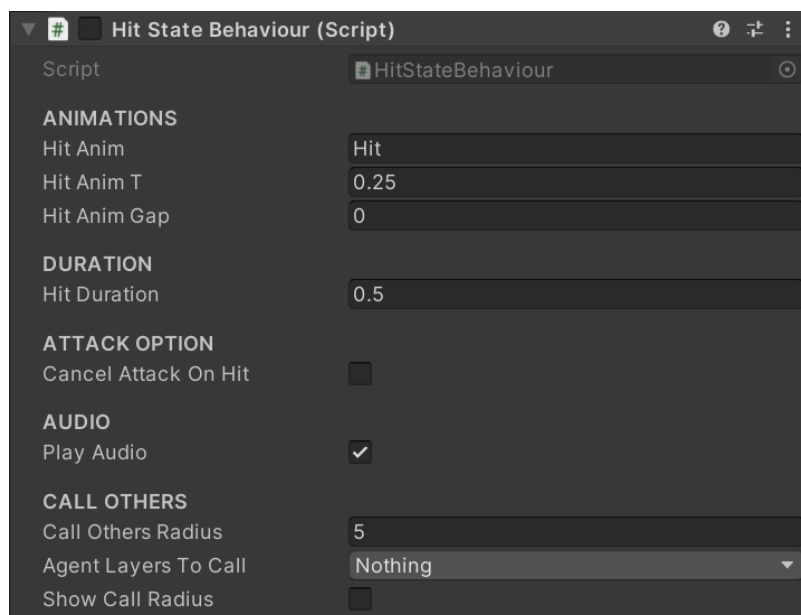 Hit State Behaviour (Script)
Script HitStateBehaviour
ANIMATIONS
Hit Anim Hit
Hit Anim T 0.25
Hit Anim Gap 0
DURATION
Hit Duration 0.5
ATTACK OPTION
Cancel Attack On Hit
AUDIO
Play Audio
CALL OTHERS
Call Others Radius 5
Agent Layers To Call Nothing
Show Call Radius